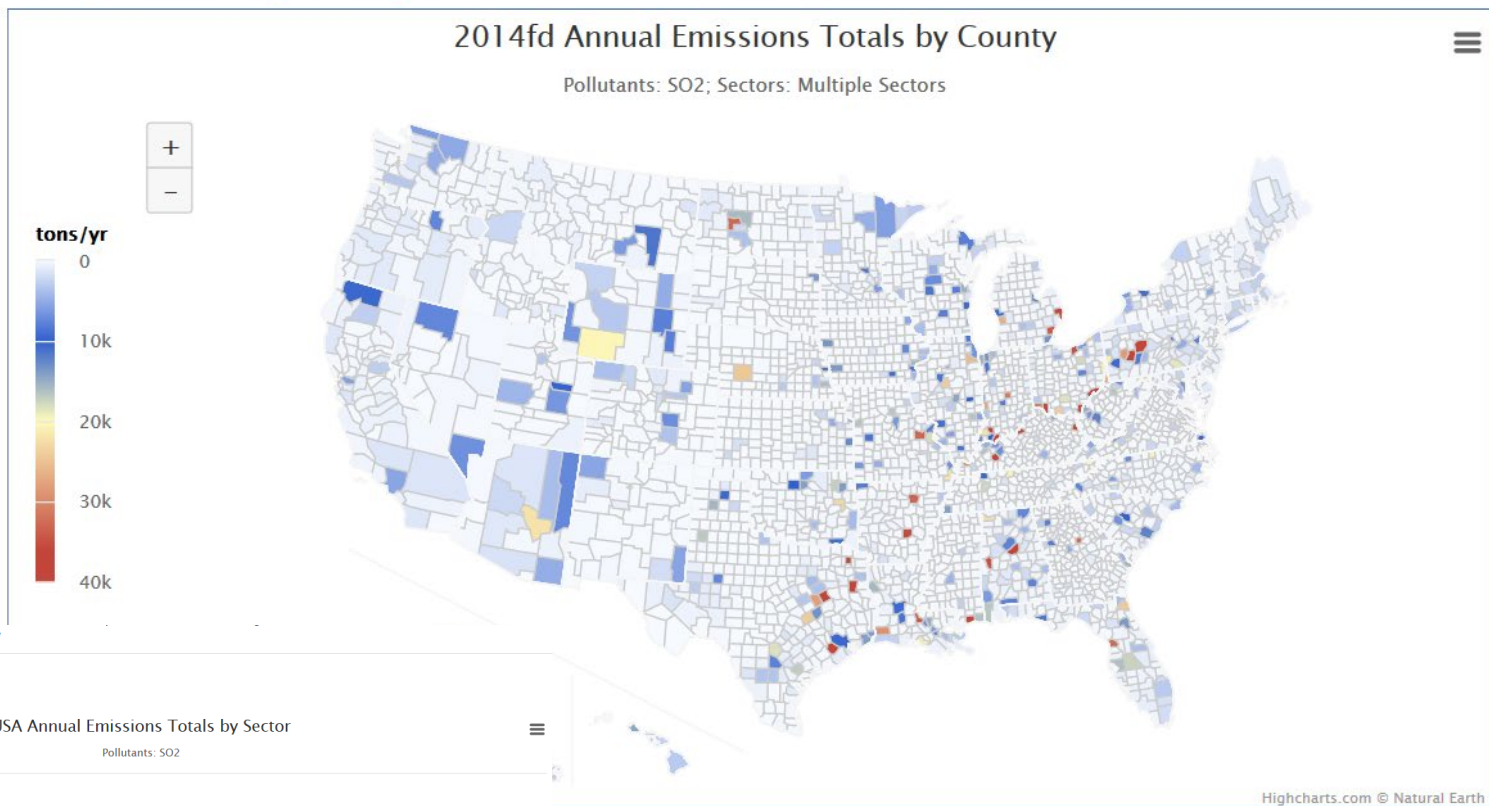 2014fd Annual Emissions Totals by County
Pollutants: SO2; Sectors: Multiple Sectors
+
−
tons/yr
0
10k
20k
30k
40k
Annual Emissions Totals by Sector
Pollutants: SO2
Highcharts.com © Natural Earth